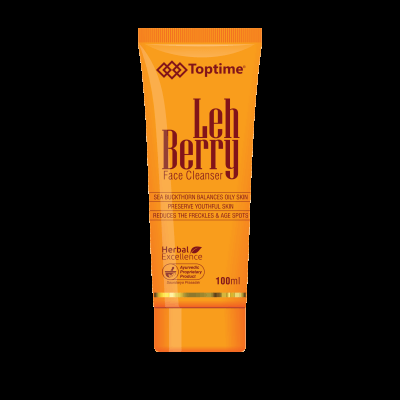 Toptime®
Leh
Berry
Face Cleanser
SEA BUCKTHORN BALANCES OILY SKIN
PRESERVE YOUTHFUL SKIN
REDUCES THE FRECKLES & AGE SPOTS
Herbal
Excellence
Ayurvedic
Proprietary
Product
100ml